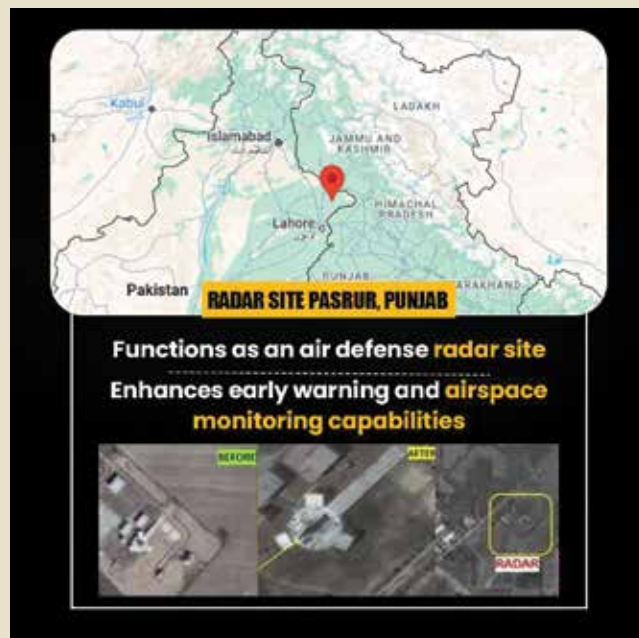 Kabul
Islamabad
LADAKH
JAMMU AND
KASHMIR
HIMACHAL
PRADESH
Lahore
PUNJAB
ARAKHAND
Pakistan
RADAR SITE PASRUR, PUNJAB
Functions as an air defense radar site
Enhances early warning and airspace
monitoring capabilities
BEFORE
AFTER
RADAR